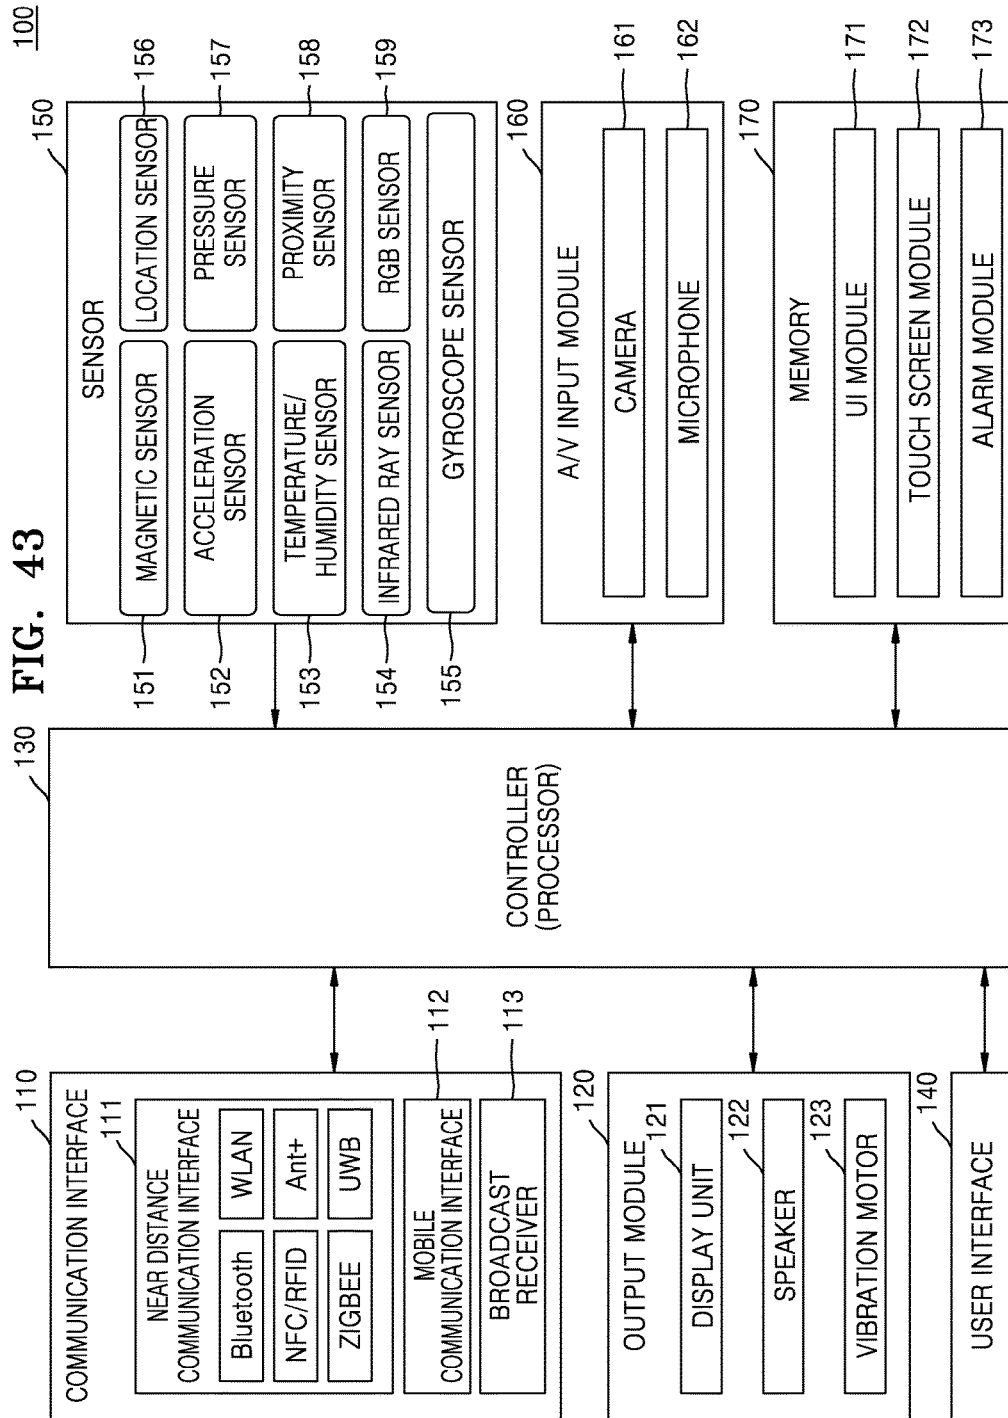 FIG. 43
100
110
COMMUNICATION INTERFACE
111
NEAR DISTANCE
COMMUNICATION INTERFACE
Bluetooth
WLAN
NFC/RFID
Ant+
ZIGBEE
UWB
MOBILE
COMMUNICATION INTERFACE
112
BROADCAST
RECEIVER
113
120
OUTPUT MODULE
121
DISPLAY UNIT
122
SPEAKER
123
VIBRATION MOTOR
140
USER INTERFACE
130
CONTROLLER
(PROCESSOR)
150
SENSOR
151
MAGNETIC SENSOR
LOCATION SENSOR
156
152
ACCELERATION
SENSOR
PRESSURE
SENSOR
157
153
TEMPERATURE/
HUMIDITY SENSOR
PROXIMITY
SENSOR
158
154
INFRARED RAY SENSOR
RGB SENSOR
159
155
GYROSCOPE SENSOR
160
A/V INPUT MODULE
CAMERA
161
MICROPHONE
162
170
MEMORY
UI MODULE
171
TOUCH SCREEN MODULE
172
ALARM MODULE
173